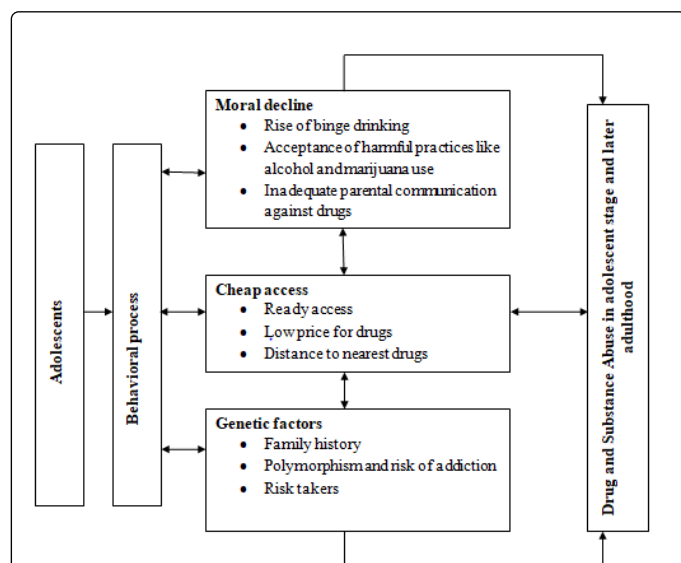 Adolescents
Behavioral process
Moral decline
• Rise of binge drinking
• Acceptance of harmful practices like
alcohol and marijuana use
• Inadequate parental communication
against drugs
Cheap access
• Ready access
• Low price for drugs
• Distance to nearest drugs
Genetic factors
• Family history
• Polymorphism and risk of addiction
• Risk takers
Drug and Substance Abuse in adolescent stage and later
adulthood